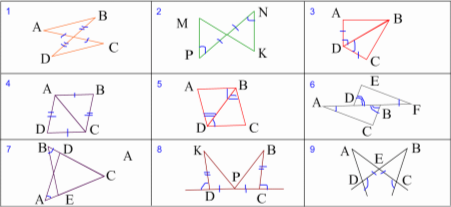 1 B A C D
2 N M P K
3 A B D C
4 A B D C
5 A B D C
6 E D A B F C
7 B D A C A E
8 K B P D C
9 A B E D C